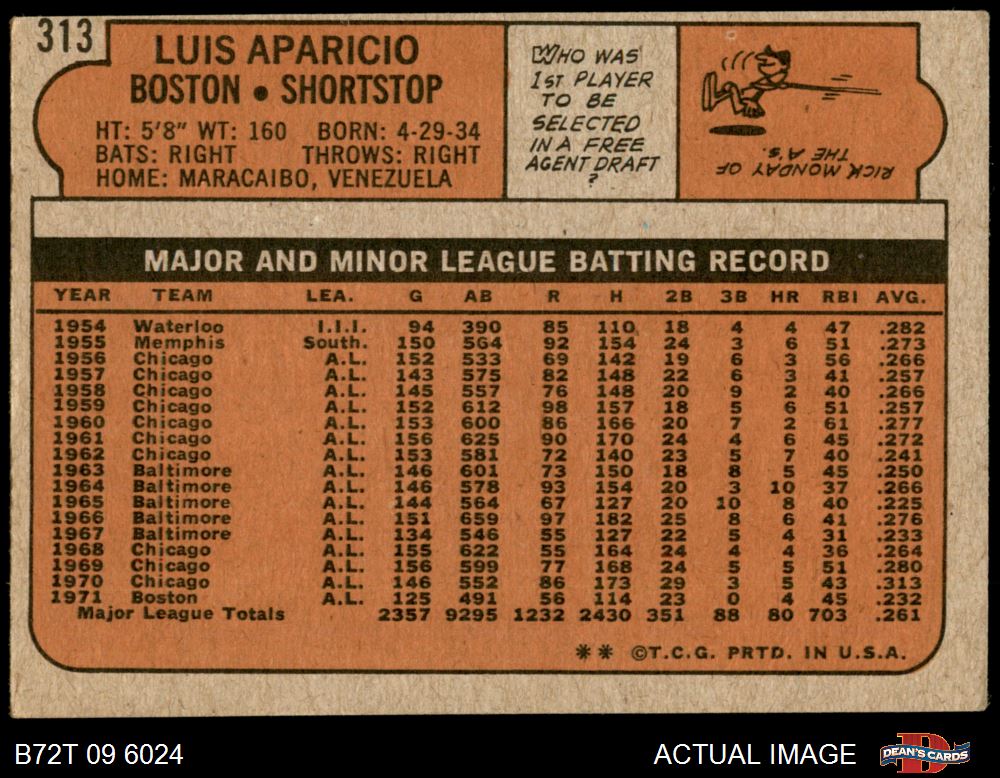 313
LUIS APARICIO
BOSTON • SHORTSTOP
HT: 5'8" WT: 160 BORN: 4-29-34
BATS: RIGHT THROWS: RIGHT
HOME: MARACAIBO, VENEZUELA
WHO WAS
1ST PLAYER
TO BE
SELECTED
IN A FREE
AGENT DRAFT
?
RICK MONDAY OF
THE A'S.
MAJOR AND MINOR LEAGUE BATTING RECORD
YEAR TEAM LEA. G AB R H 2B 3B HR RBI AVG.
1954 Waterloo I.I.I. 94 390 85 110 18 4 4 47 .282
1955 Memphis South. 150 564 92 154 24 3 6 51 .273
1956 Chicago A.L. 152 533 69 142 19 6 3 56 .266
1957 Chicago A.L. 143 575 82 148 22 6 3 41 .257
1958 Chicago A.L. 145 557 76 148 20 9 2 40 .266
1959 Chicago A.L. 152 612 98 157 18 5 6 51 .257
1960 Chicago A.L. 153 600 86 166 20 7 2 61 .277
1961 Chicago A.L. 156 625 90 170 24 4 6 45 .272
1962 Chicago A.L. 153 581 72 140 23 5 7 40 .241
1963 Baltimore A.L. 146 601 73 150 18 8 5 45 .250
1964 Baltimore A.L. 146 578 93 154 20 3 10 37 .266
1965 Baltimore A.L. 144 564 67 127 20 10 8 40 .225
1966 Baltimore A.L. 151 659 97 182 25 8 6 41 .276
1967 Baltimore A.L. 134 546 55 127 22 5 4 31 .233
1968 Chicago A.L. 155 622 55 164 24 4 4 36 .264
1969 Chicago A.L. 156 599 77 168 24 5 5 51 .280
1970 Chicago A.L. 146 552 86 173 29 3 5 43 .313
1971 Boston A.L. 125 491 56 114 23 0 4 45 .232
Major League Totals 2357 9295 1232 2430 351 88 80 703 .261
** ©T.C.G. PRTD. IN U.S.A.
B72T 09 6024
ACTUAL IMAGE
DEAN'S CARDS